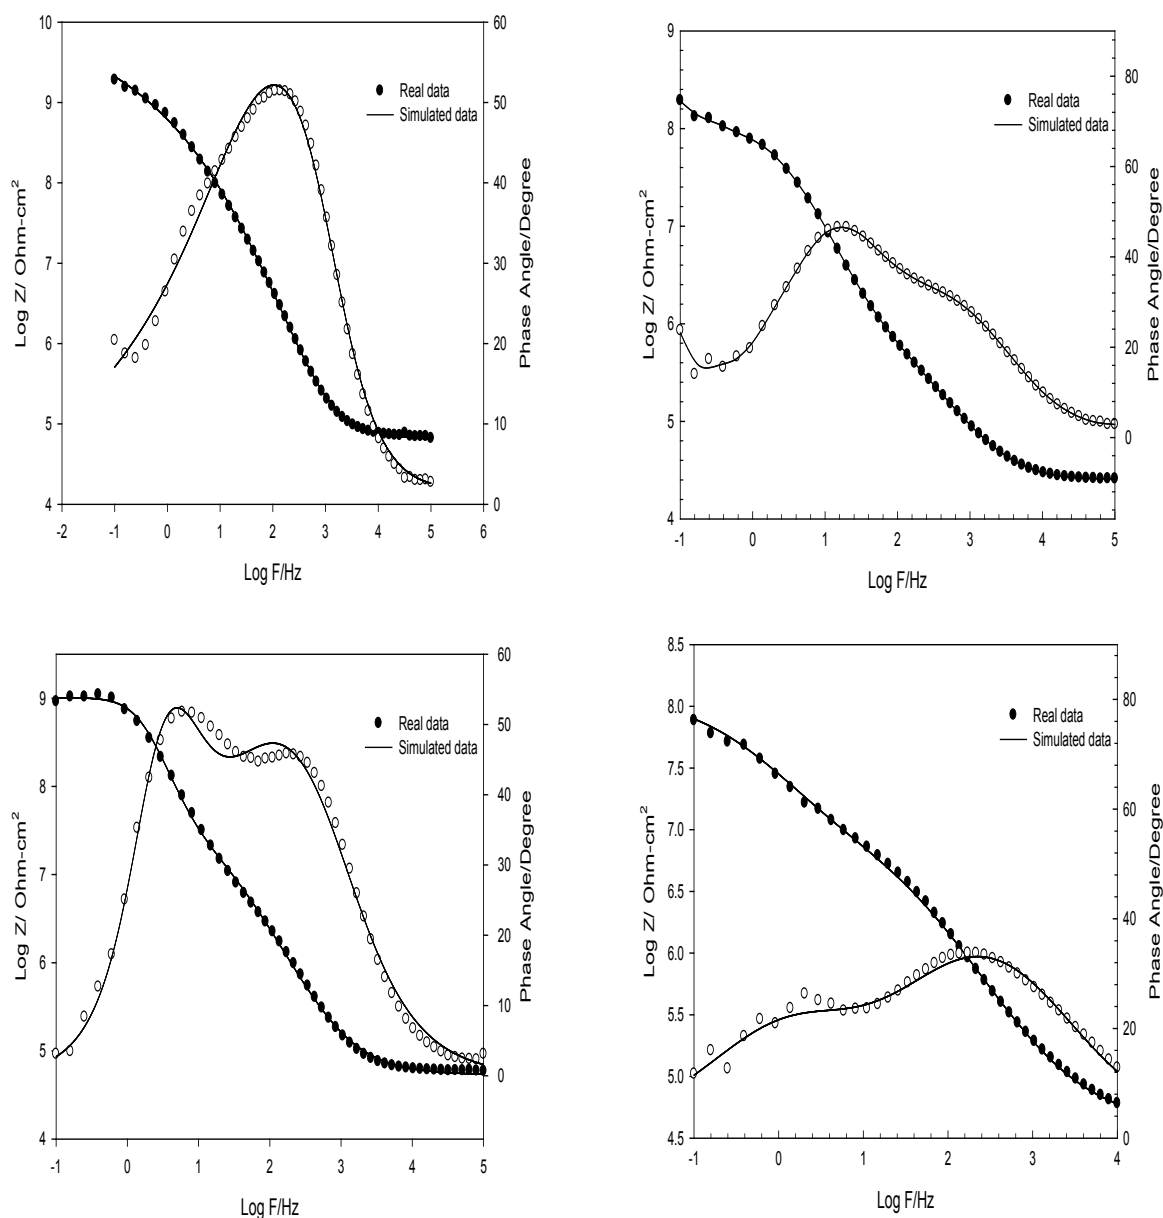 10
9
8
7
6
5
4
60
50
40
30
20
10
0
-2 -1 0 1 2 3 4 5 6
Log Z/ Ohm-cm²
Phase Angle/Degree
Log F/Hz
Real data
Simulated data
9
8
7
6
5
4
80
60
40
20
0
-1 0 1 2 3 4 5
Log Z/ Ohm-cm²
Phase Angle/Degree
Log F/Hz
Real data
Simulated data
9
8
7
6
5
4
60
50
40
30
20
10
0
-1 0 1 2 3 4 5
Log Z/ Ohm-cm²
Phase Angle/Degree
Log F/Hz
Real data
Simulated data
8.5
8.0
7.5
7.0
6.5
6.0
5.5
5.0
4.5
80
60
40
20
0
-1 0 1 2 3 4
Log Z/ Ohm-cm²
Phase Angle/Degree
Log F/Hz
Real data
Simulated data